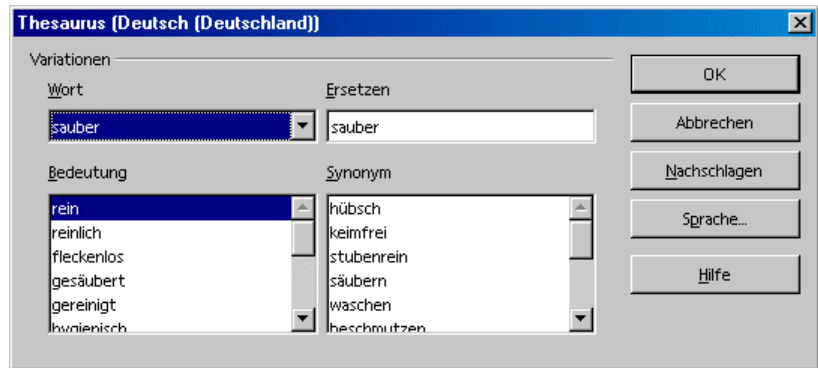 Thesaurus (Deutsch (Deutschland))
Variationen
Wort
Ersetzen
sauber
sauber
Bedeutung
Synonym
rein
reinlich
fleckenlos
gesäubert
gereinigt
hygienisch
hübsch
keimfrei
stubenrein
säubern
waschen
beschmutzen
OK
Abbrechen
Nachschlagen
Sprache...
Hilfe